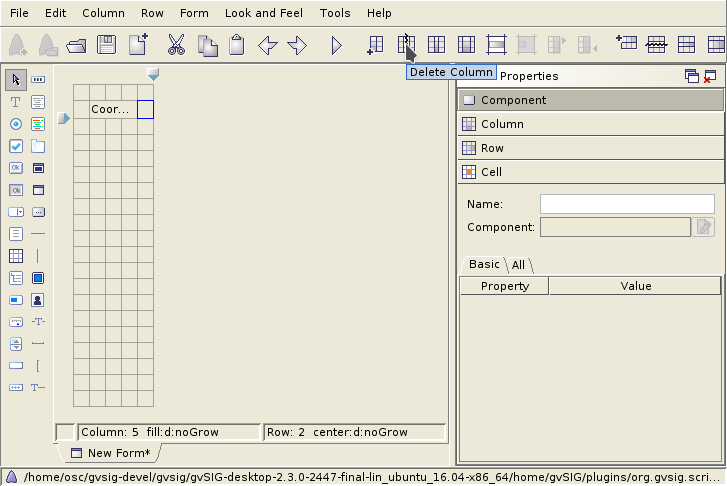 File Edit Column Row Form Look and Feel Tools Help
Delete Column
Properties
Component
Column
Row
Cell
Name:
Component:
Basic All
Property Value
Coor...
Column: 5 fill:d:noGrow Row: 2 center:d:noGrow
New Form*
/home/osc/gvsig-devel/gvsig/gvSIG-desktop-2.3.0-2447-final-lin_ubuntu_16.04-x86_64/home/gvSIG/plugins/org.gvsig.scri...